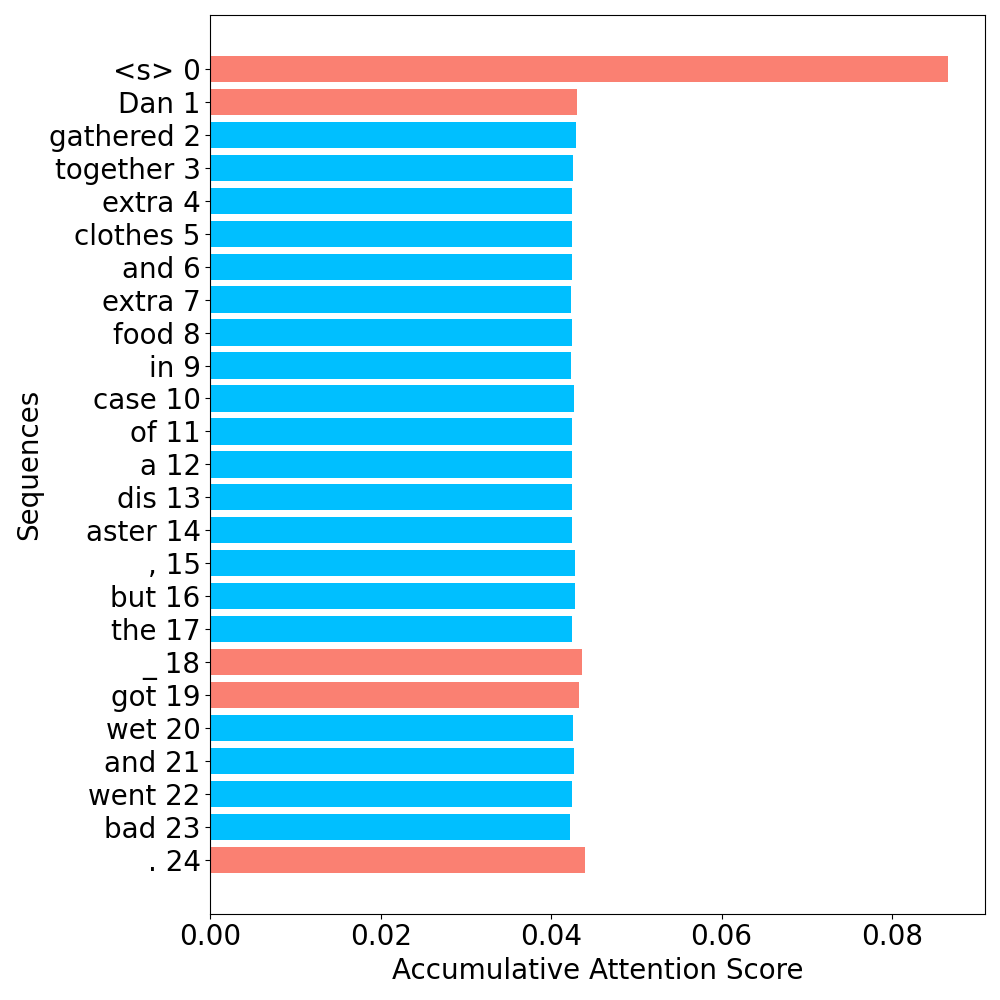 <s> 0
Dan 1
gathered 2
together 3
extra 4
clothes 5
and 6
extra 7
food 8
in 9
case 10
of 11
a 12
dis 13
aster 14
, 15
but 16
the 17
_ 18
got 19
wet 20
and 21
went 22
bad 23
. 24
Sequences
0.00 0.02 0.04 0.06 0.08
Accumulative Attention Score